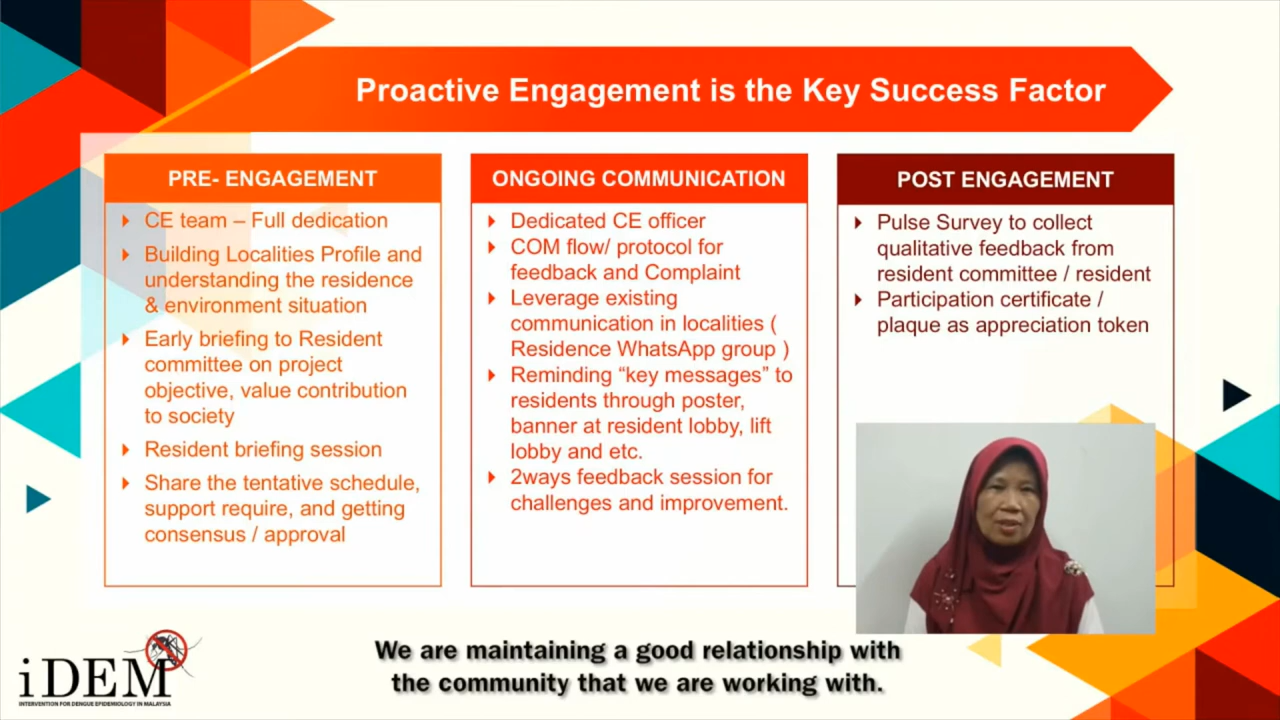 Proactive Engagement is the Key Success Factor
PRE- ENGAGEMENT
CE team – Full dedication
Building Localities Profile and
understanding the residence
& environment situation
Early briefing to Resident
committee on project
objective, value contribution
to society
Resident briefing session
Share the tentative schedule,
support require, and getting
consensus / approval
ONGOING COMMUNICATION
Dedicated CE officer
COM flow/ protocol for
feedback and Complaint
Leverage existing
communication in localities (
Residence WhatsApp group )
Reminding “key messages” to
residents through poster,
banner at resident lobby, lift
lobby and etc.
2ways feedback session for
challenges and improvement.
POST ENGAGEMENT
Pulse Survey to collect
qualitative feedback from
resident committee / resident
Participation certificate /
plaque as appreciation token
iDEM
INTERVENTION FOR DENGUE EPIDEMIOLOGY IN MALAYSIA
We are maintaining a good relationship with
the community that we are working with.